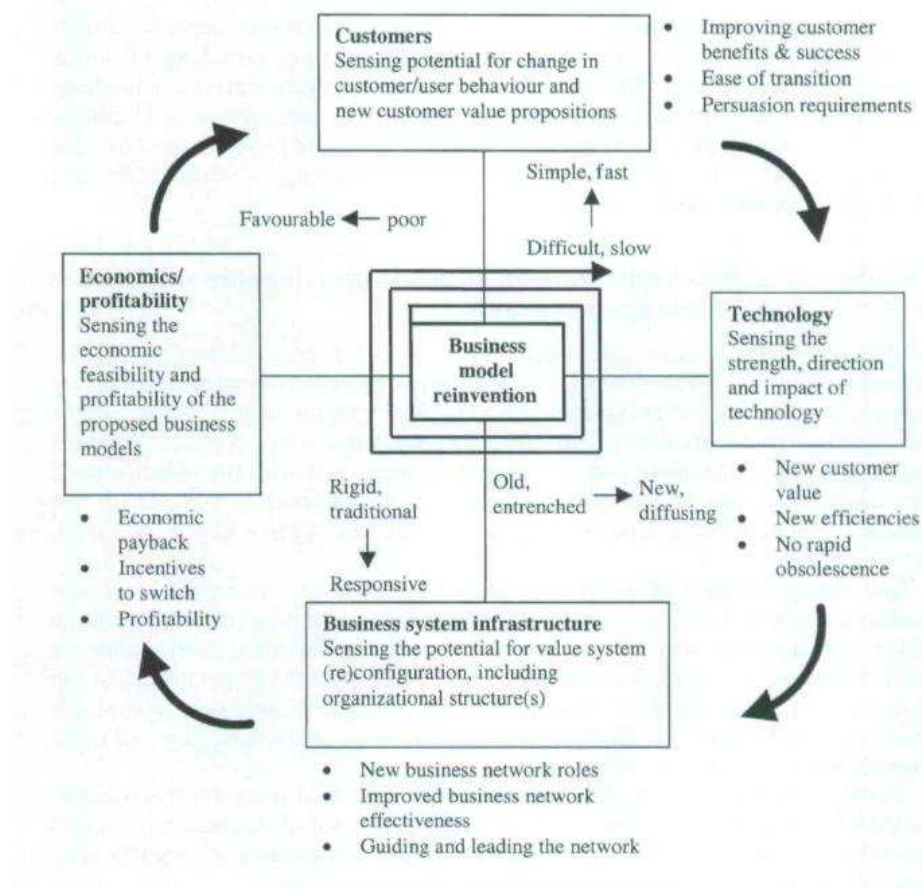 Customers
Sensing potential for change in
customer/user behaviour and
new customer value propositions
• Improving customer
benefits & success
• Ease of transition
• Persuasion requirements
Simple, fast
Favourable
poor
Difficult, slow
Economics/
profitability
Sensing the
economic
feasibility and
profitability of the
proposed business
models
Business
model
reinvention
Technology
Sensing the
strength, direction
and impact of
technology
• Economic
payback
• Incentives
to switch
• Profitability
Rigid,
traditional
Responsive
Old,
entrenched
New,
diffusing
• New customer
value
• New efficiencies
• No rapid
obsolescence
Business system infrastructure
Sensing the potential for value system
(re)configuration, including
organizational structure(s)
• New business network roles
• Improved business network
effectiveness
• Guiding and leading the network